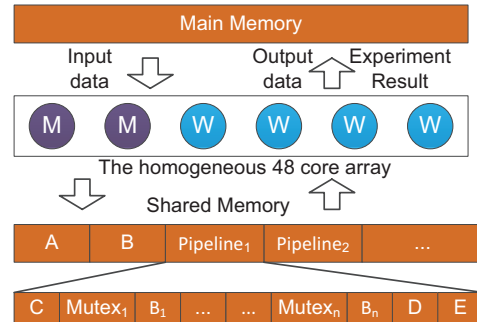 Main Memory
Input data
Output data
Experiment Result
M M W W W W
The homogeneous 48 core array
Shared Memory
A B Pipeline₁ Pipeline₂ ...
C Mutex₁ B₁ ... ... Mutexₙ Bₙ D E